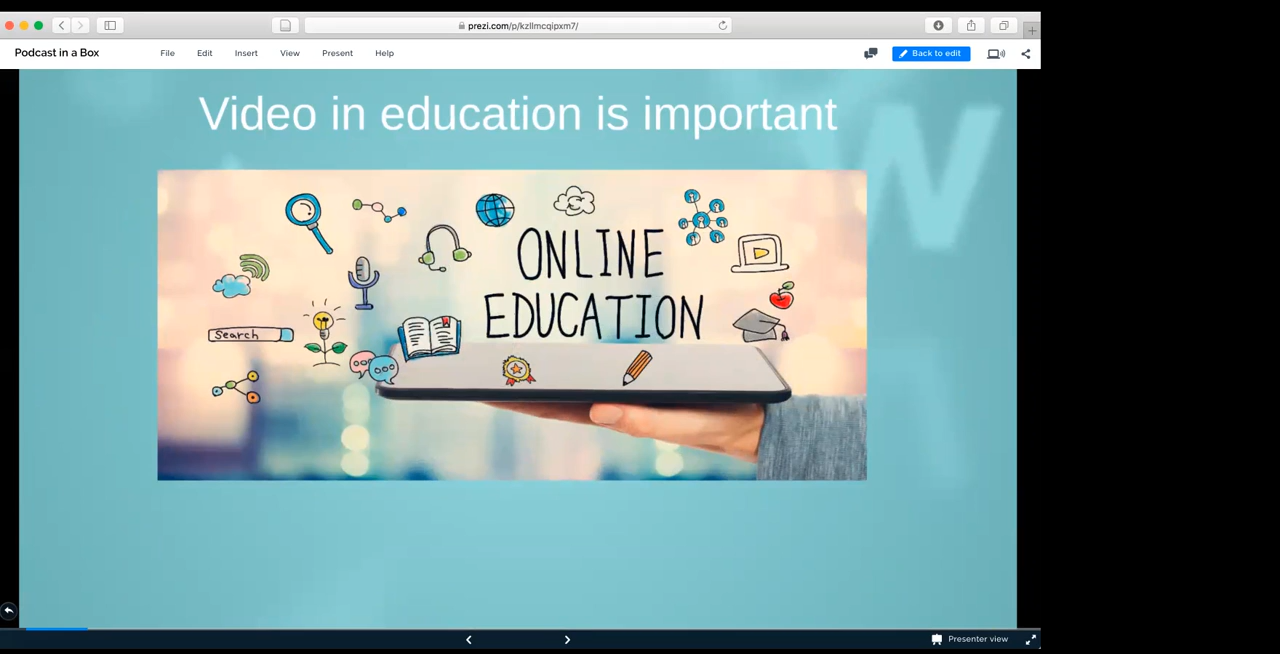 prezi.com/p/kzllmcqipxm7/
Podcast in a Box File Edit Insert View Present Help Back to edit
Video in education is important
ONLINE
EDUCATION
Search
Presenter view